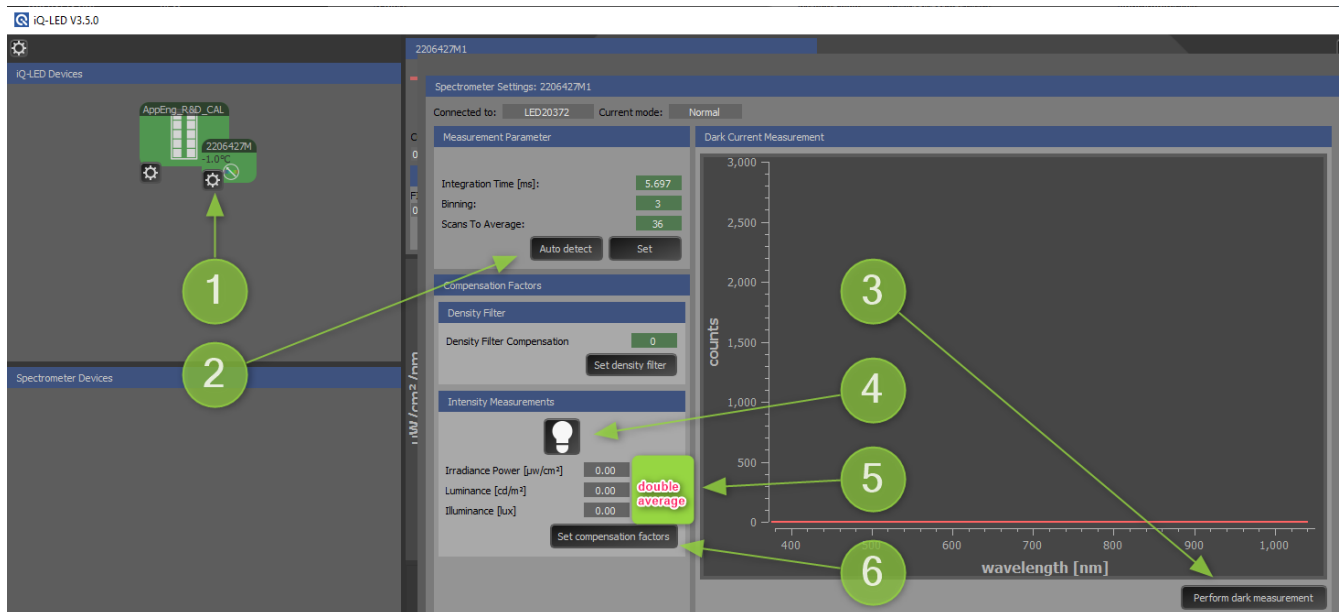 iQ-LED V3.5.0
2206427M1
iQ-LED Devices
AppEng_R&D_CAL
2206427M
-1.0°C
1
2
Spectrometer Devices
Spectrometer Settings: 2206427M1
Connected to: LED20372 Current mode: Normal
Measurement Parameter
Integration Time [ms]: 5.697
Binning: 3
Scans To Average: 36
Auto detect Set
Compensation Factors
Density Filter
Density Filter Compensation 0
Set density filter
Intensity Measurements
Irradiance Power [µw/cm²] 0.00
Luminance [cd/m²] 0.00
Illuminance [lux] 0.00
double
average
Set compensation factors
Dark Current Measurement
3,000
2,500
2,000
1,500
1,000
500
0
counts
400 500 600 700 800 900 1,000
wavelength [nm]
3
4
5
6
Perform dark measurement